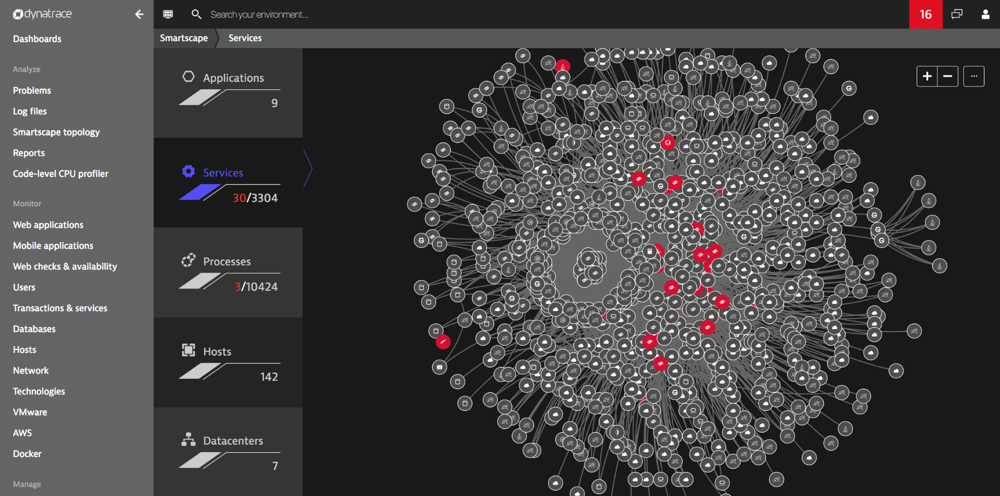 dynatrace
Dashboards
Analyze
Problems
Log files
Smartscape topology
Reports
Code-level CPU profiler
Monitor
Web applications
Mobile applications
Web checks & availability
Users
Transactions & services
Databases
Hosts
Network
Technologies
VMware
AWS
Docker
Manage
Search your environment...
16
Smartscape
Services
Applications
9
Services
30/3304
Processes
3/10424
Hosts
142
Datacenters
7